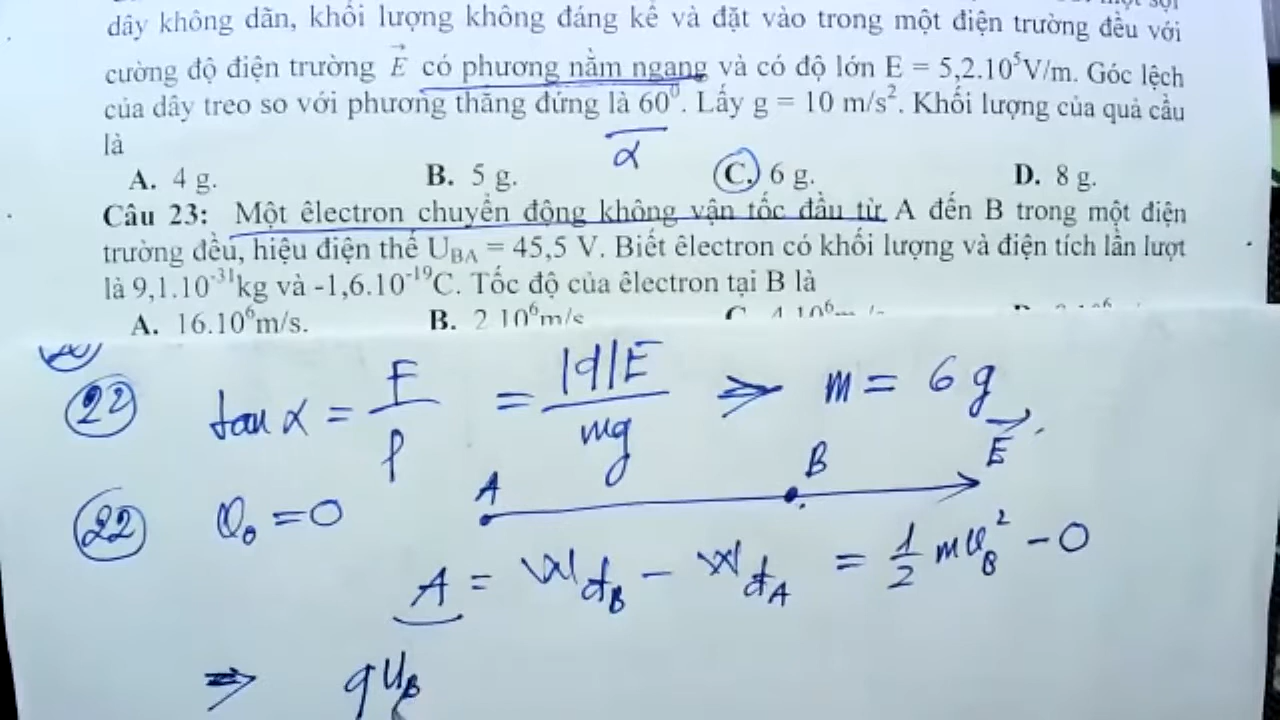 dây không dãn, khối lượng không đáng kể và đặt vào trong một điện trường đều với
cường độ điện trường E⃗ có phương nằm ngang và có độ lớn E = 5,2.10⁵V/m. Góc lệch
của dây treo so với phương thẳng đứng là 60⁰. Lấy g = 10 m/s². Khối lượng của quả cầu
là
α
A. 4 g. B. 5 g. C. 6 g. D. 8 g.
Câu 23: Một êlectron chuyển động không vận tốc đầu từ A đến B trong một điện
trường đều, hiệu điện thế U_BA = 45,5 V. Biết êlectron có khối lượng và điện tích lần lượt
là 9,1.10⁻³¹kg và -1,6.10⁻¹⁹C. Tốc độ của êlectron tại B là
A. 16.10⁶m/s. B. 2.10⁶m/s
22 tan α = F/P = |q|E/mg => m = 6 g
A B E⃗
22 v₀ = 0
A = W_đB - W_đA = 1/2 mv_B² - 0
=> qU_B